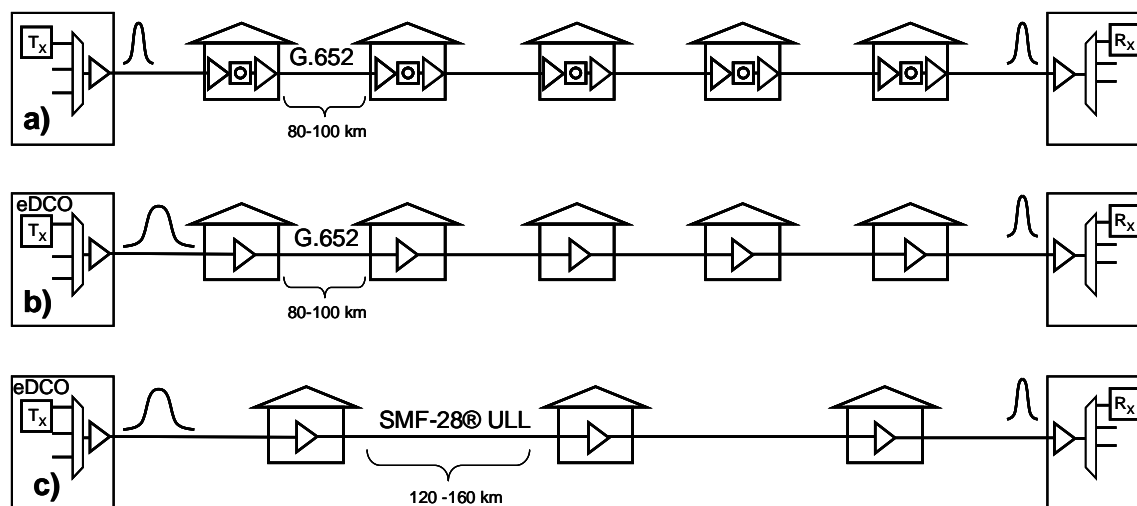 Tx
Rx
G.652
a)
80-100 km
eDCO
Tx
Rx
G.652
b)
80-100 km
eDCO
Tx
Rx
SMF-28® ULL
c)
120 -160 km